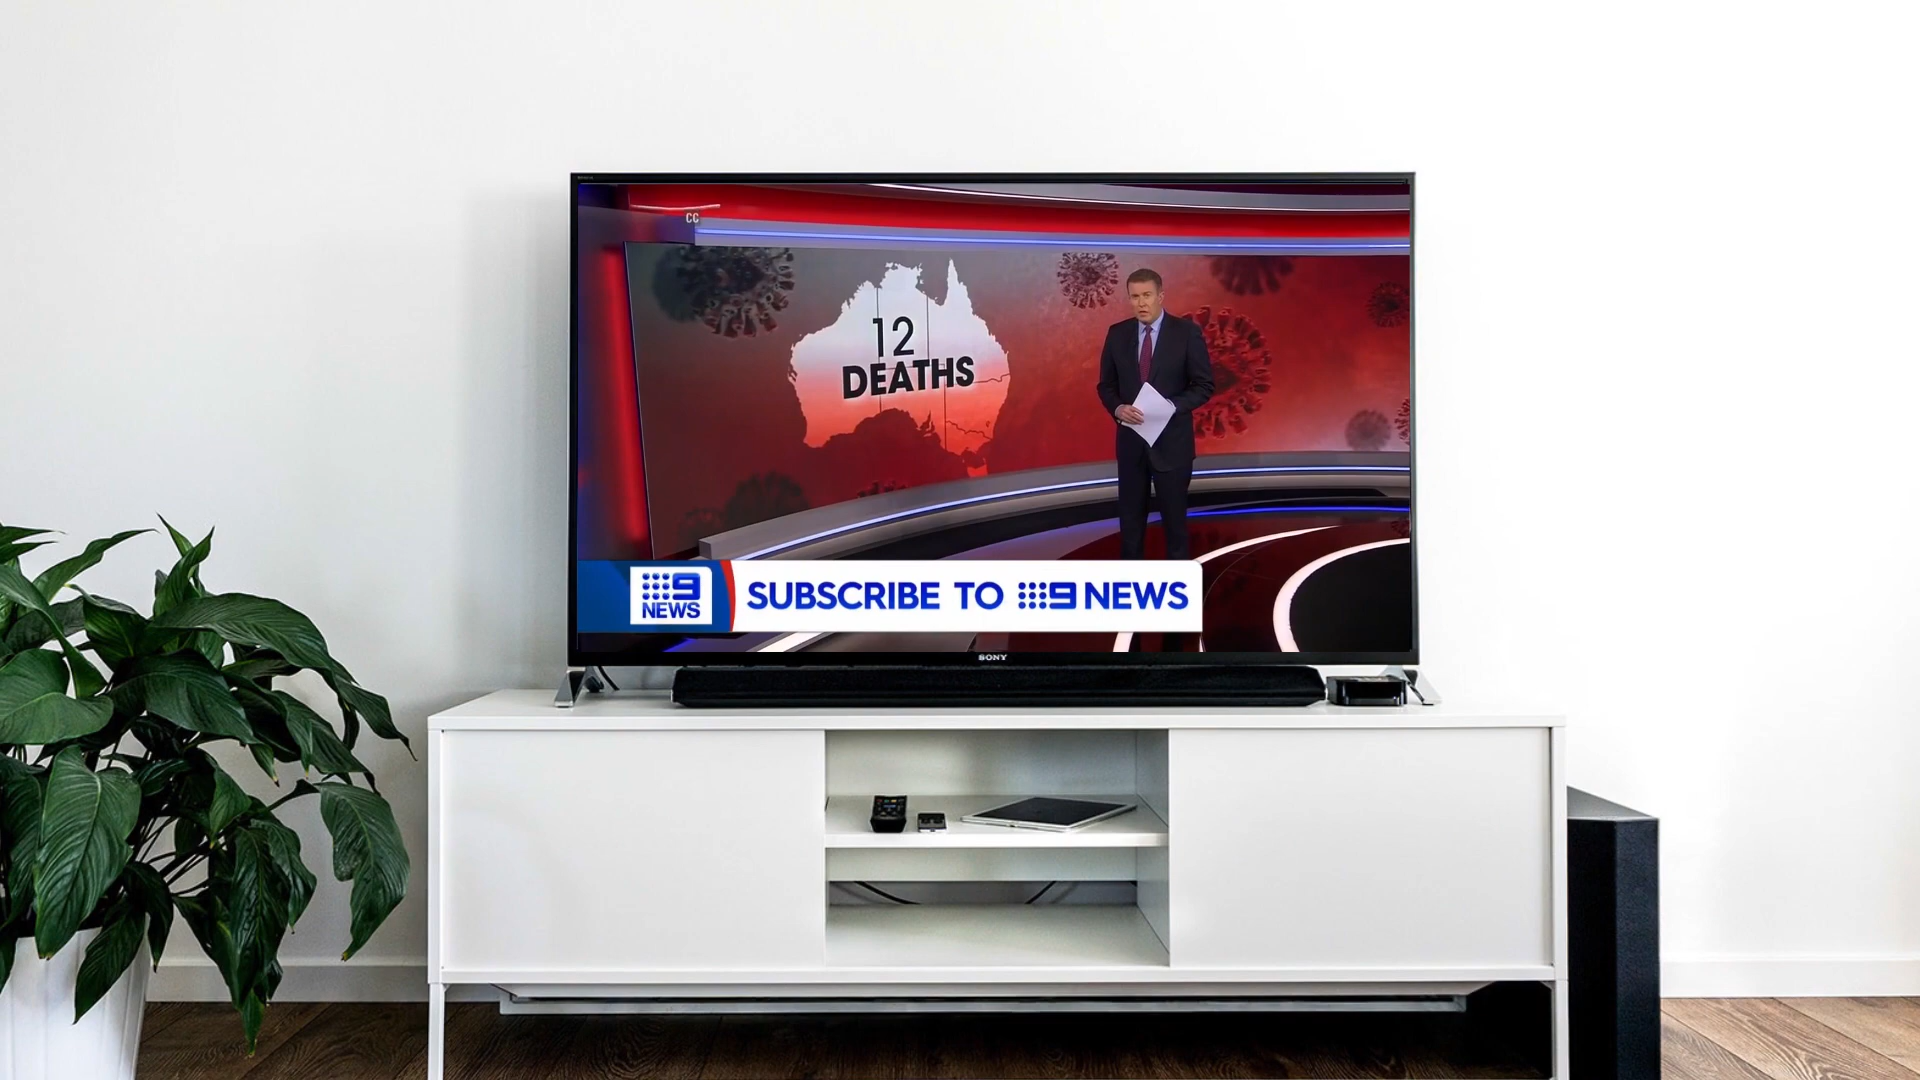 CC
12
DEATHS
9
NEWS
SUBSCRIBE TO 9 NEWS
SONY